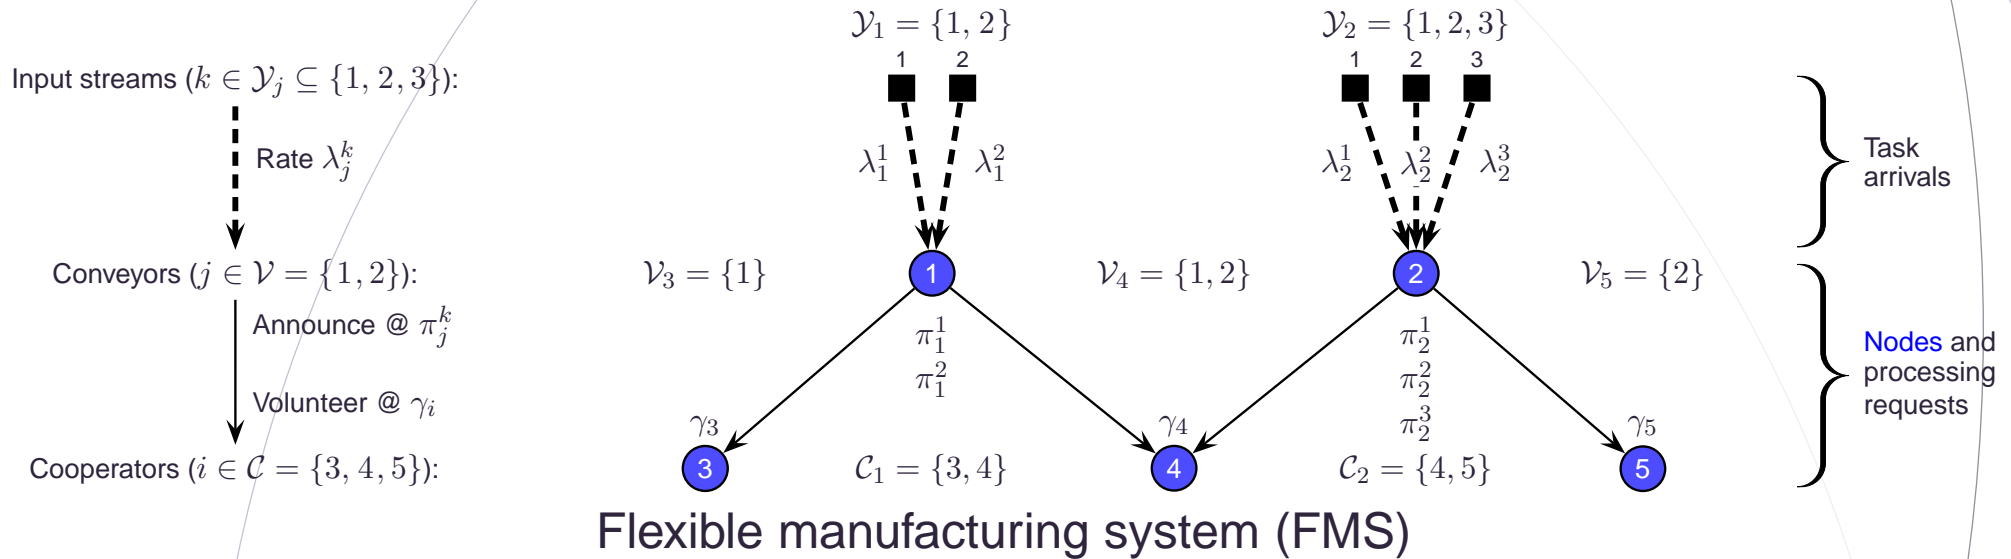 𝒴₁ = {1, 2}
𝒴₂ = {1, 2, 3}
1 2
1 2 3
Input streams (k ∈ 𝒴ⱼ ⊆ {1, 2, 3}):
Rate λⱼᵏ
λ₁¹ λ₁²
λ₂¹ λ₂² λ₂³
Task
arrivals
Conveyors (j ∈ 𝒱 = {1, 2}):
𝒱₃ = {1}
1
𝒱₄ = {1, 2}
2
𝒱₅ = {2}
Announce @ πⱼᵏ
π₁¹
π₁²
π₂¹
π₂²
π₂³
Nodes and
processing
requests
Volunteer @ γᵢ
γ₃
γ₄
γ₅
Cooperators (i ∈ 𝒞 = {3, 4, 5}):
3
𝒞₁ = {3, 4}
4
𝒞₂ = {4, 5}
5
Flexible manufacturing system (FMS)